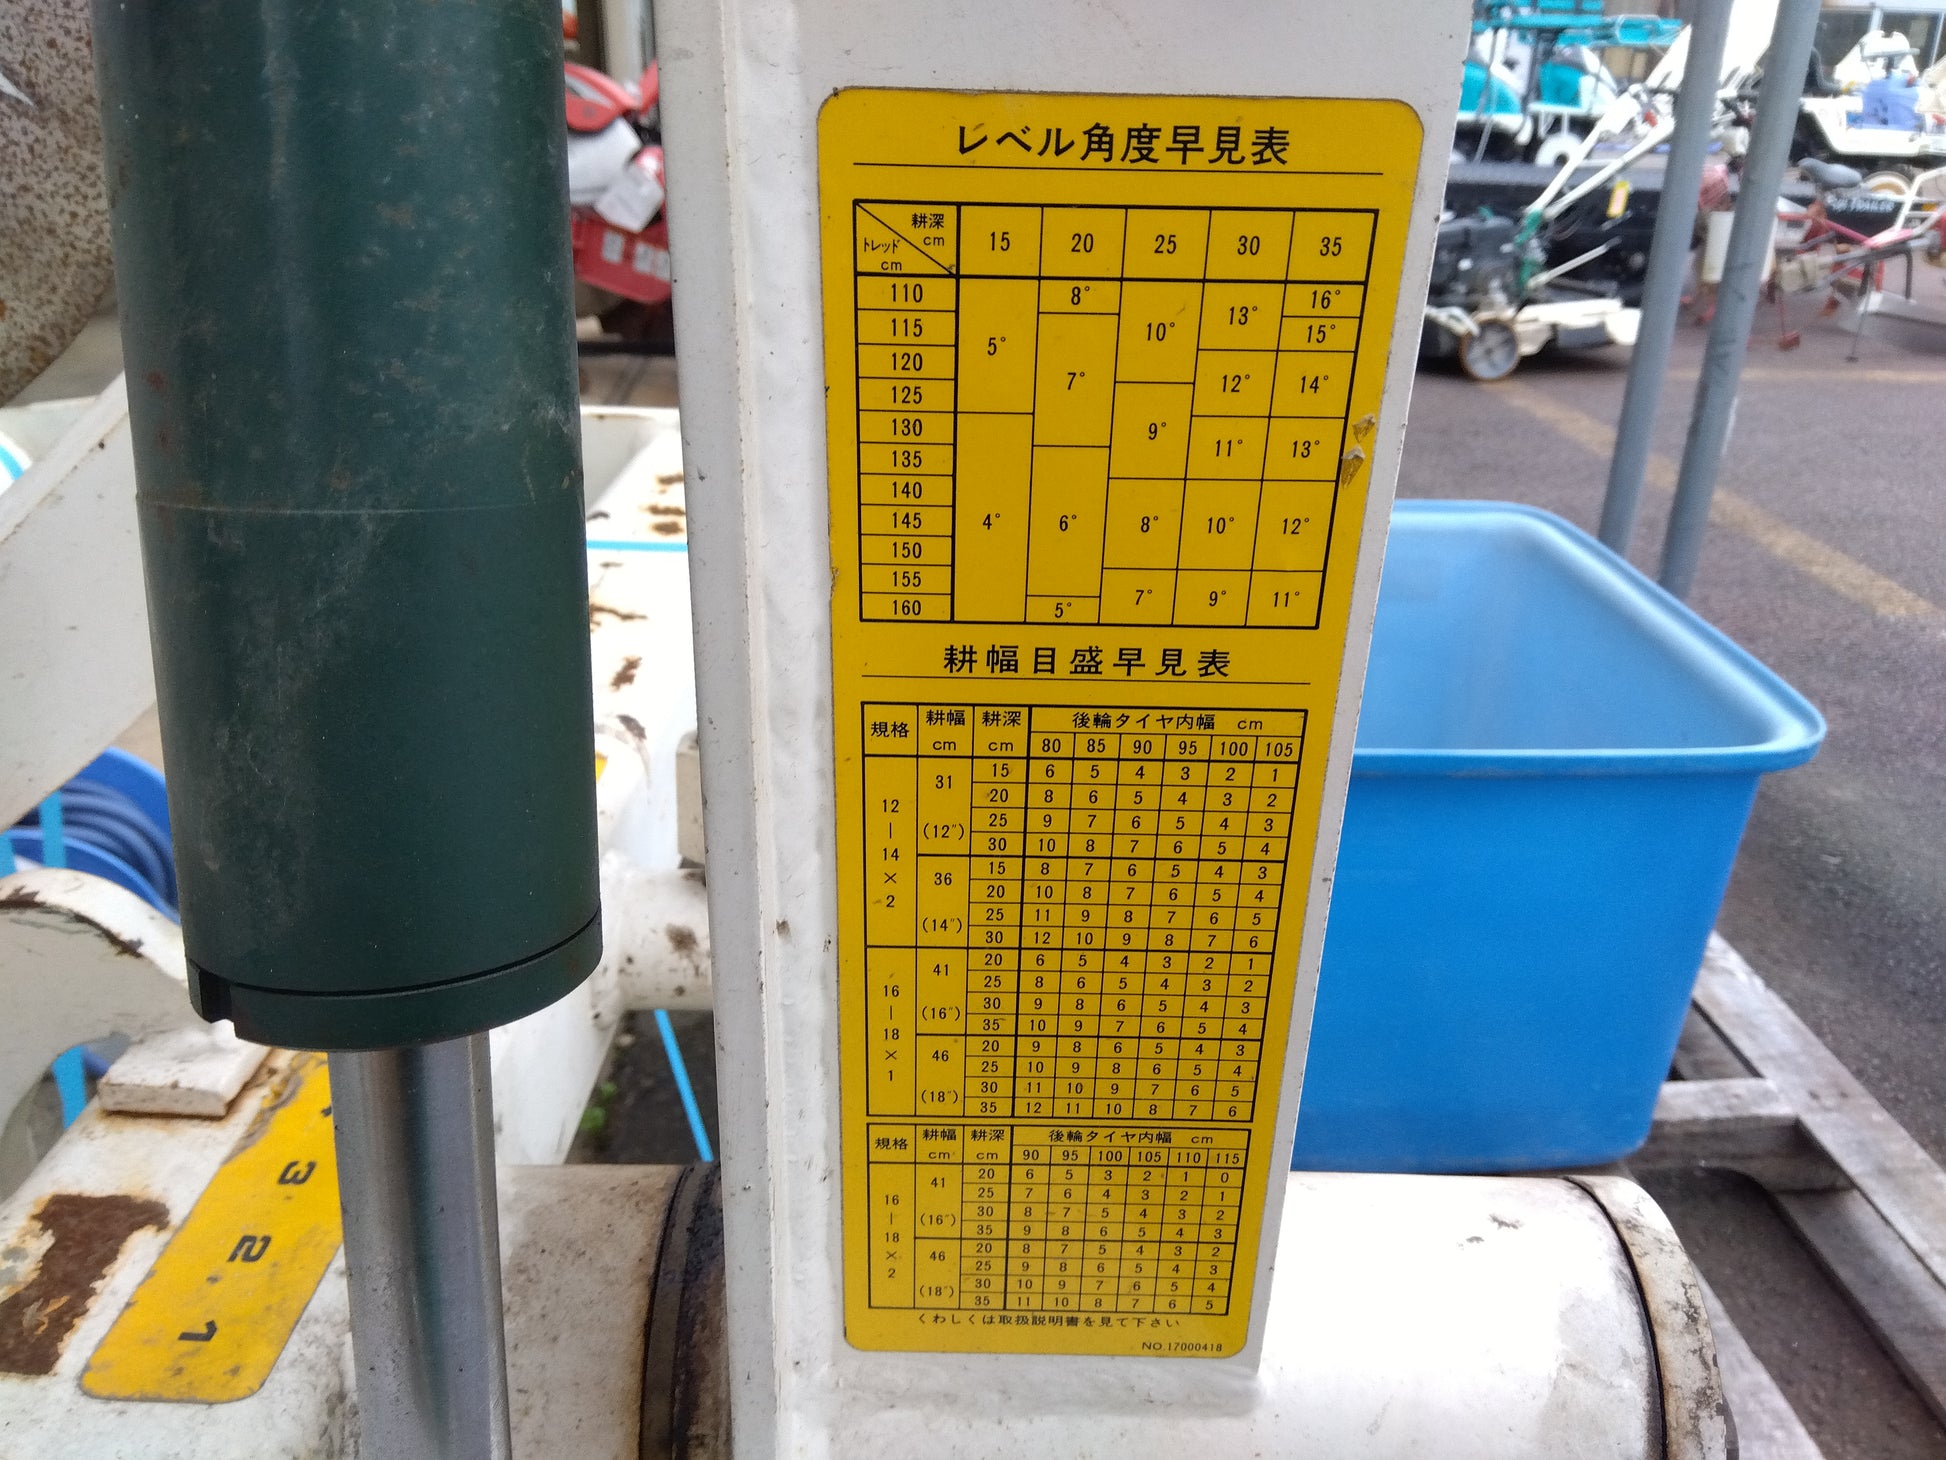 レベル角度早見表
耕深 cm
トレッド cm
15 20 25 30 35
110 8° 16°
115 13° 15°
120 5° 10°
125 7° 12° 14°
130 9°
135 11° 13°
140
145 4° 6° 8° 10° 12°
150
155 7° 9° 11°
160 5°
耕幅目盛早見表
規格 耕幅 cm 耕深 cm 後輪タイヤ内幅 cm
80 85 90 95 100 105
12-14×2
31 (12")
15 6 5 4 3 2 1
20 8 6 5 4 3 2
25 9 7 6 5 4 3
30 10 8 7 6 5 4
36 (14")
15 8 7 6 5 4 3
20 10 8 7 6 5 4
25 11 9 8 7 6 5
30 12 10 9 8 7 6
16-18×1
41 (16")
20 6 5 4 3 2 1
25 8 6 5 4 3 2
30 9 8 6 5 4 3
35 10 9 7 6 5 4
46 (18")
20 9 8 6 5 4 3
25 10 9 8 6 5 4
30 11 10 9 7 6 5
35 12 11 10 8 7 6
規格 耕幅 cm 耕深 cm 後輪タイヤ内幅 cm
90 95 100 105 110 115
16-18×2
41 (16")
20 6 5 3 2 1 0
25 7 6 4 3 2 1
30 8 7 5 4 3 2
35 9 8 6 5 4 3
46 (18")
20 8 7 5 4 3 2
25 9 8 6 5 4 3
30 10 9 7 6 5 4
35 11 10 8 7 6 5
くわしくは取扱説明書を見て下さい
NO.17000418
3
2
1